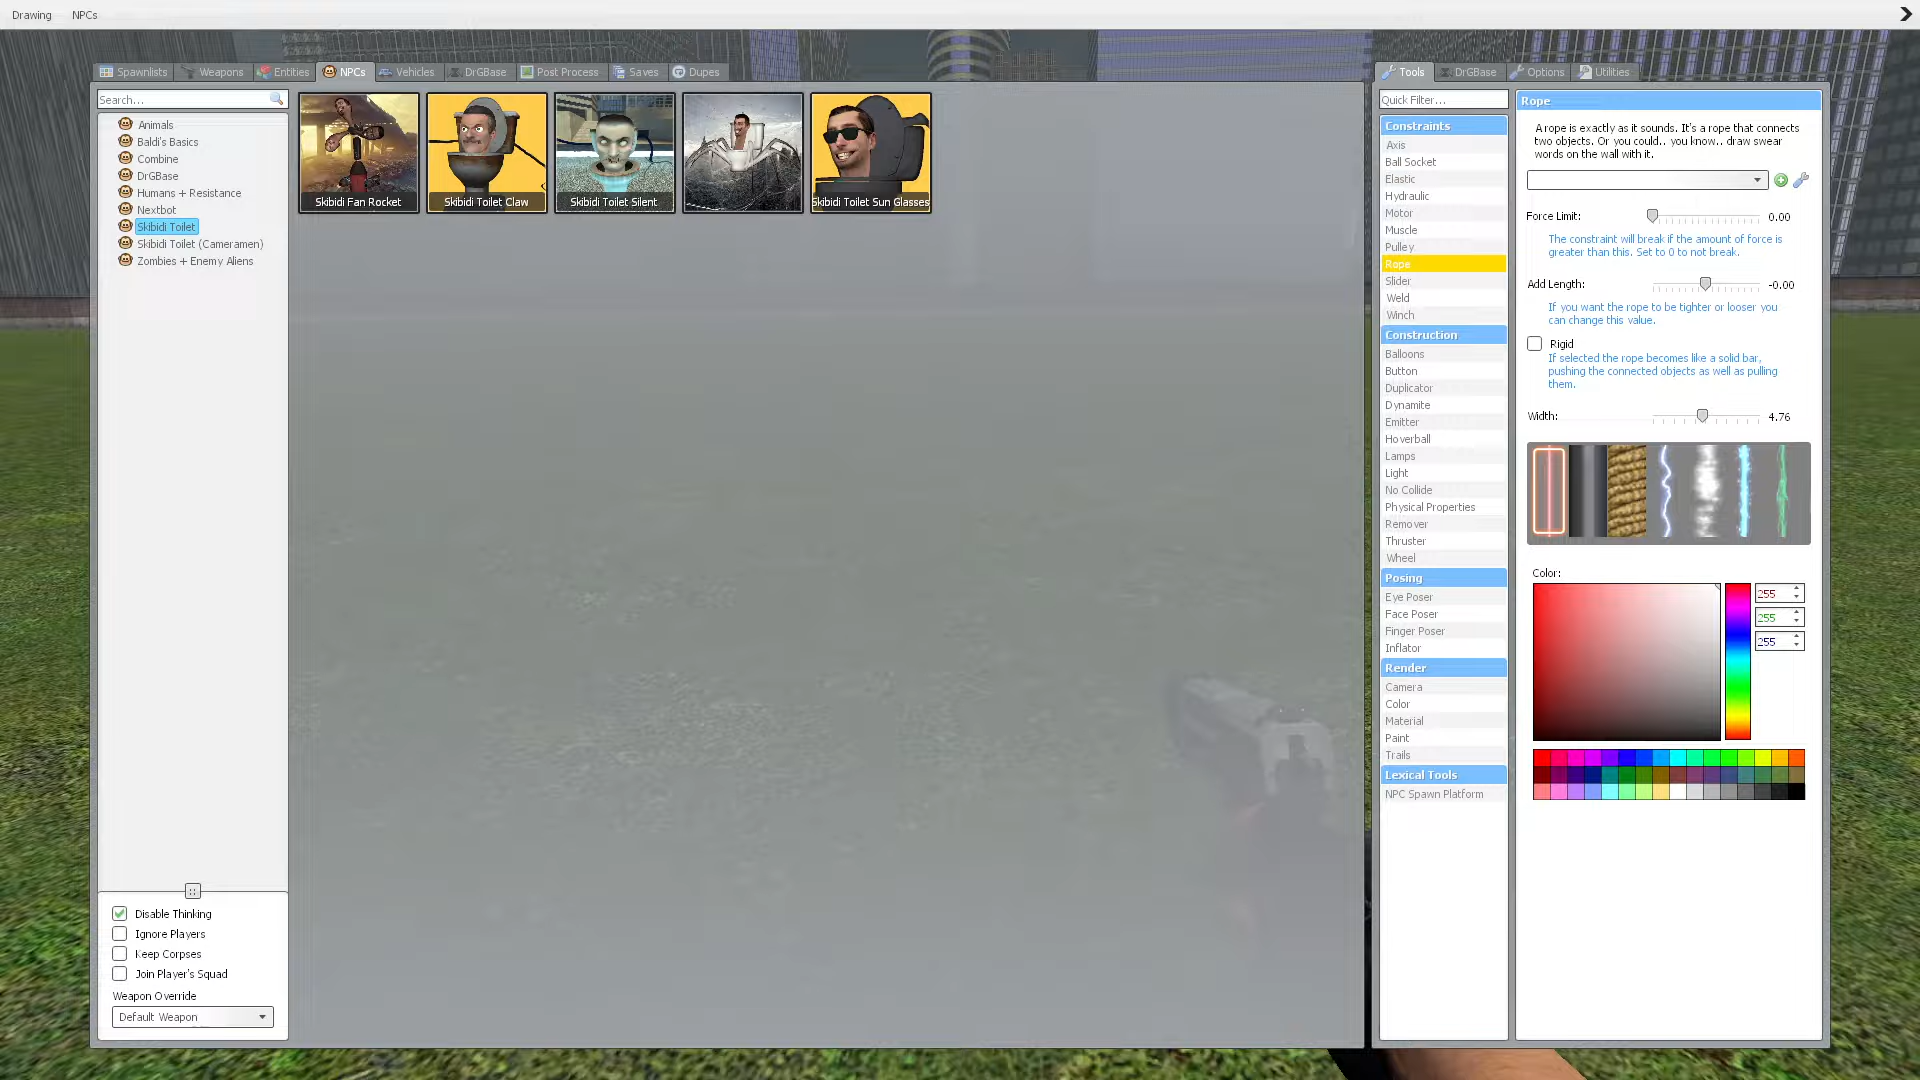 Drawing NPCs
Spawnlists Weapons Entities NPCs Vehicles DrGBase Post Process Saves Dupes
Search...
Animals
Baldi's Basics
Combine
DrGBase
Humans + Resistance
Nextbot
Skibidi Toilet
Skibidi Toilet (Cameramen)
Zombies + Enemy Aliens
Skibidi Fan Rocket
Skibidi Toilet Claw
Skibidi Toilet Silent
Skibidi Toilet Sun Glasses
Disable Thinking
Ignore Players
Keep Corpses
Join Player's Squad
Weapon Override
Default Weapon
Tools DrGBase Options Utilities
Quick Filter...
Constraints
Axis
Ball Socket
Elastic
Hydraulic
Motor
Muscle
Pulley
Rope
Slider
Weld
Winch
Construction
Balloons
Button
Duplicator
Dynamite
Emitter
Hoverball
Lamps
Light
No Collide
Physical Properties
Remover
Thruster
Wheel
Posing
Eye Poser
Face Poser
Finger Poser
Inflator
Render
Camera
Color
Material
Paint
Trails
Lexical Tools
NPC Spawn Platform
Rope
A rope is exactly as it sounds. It's a rope that connects
two objects. Or you could.. you know.. draw swear
words on the wall with it.
Force Limit: 0.00
The constraint will break if the amount of force is
greater than this. Set to 0 to not break.
Add Length: -0.00
If you want the rope to be tighter or looser you
can change this value.
Rigid
If selected the rope becomes like a solid bar,
pushing the connected objects as well as pulling
them.
Width: 4.76
Color:
255
255
255